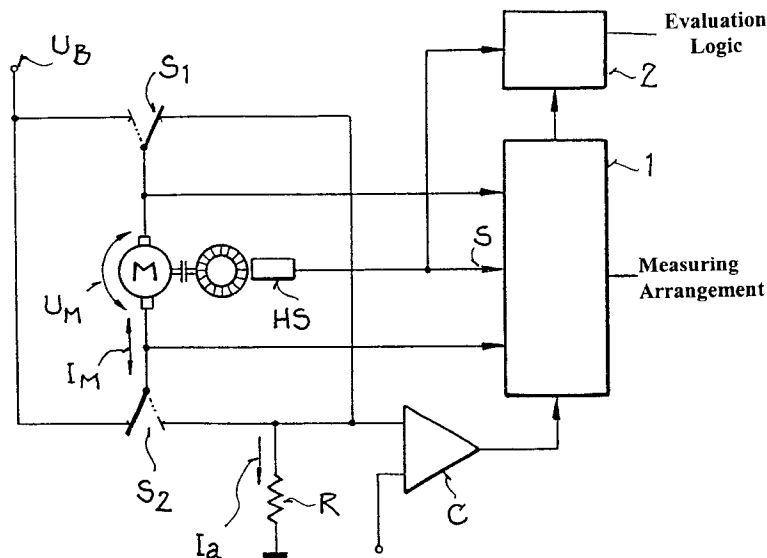 U_B
S_1
Evaluation
Logic
2
1
M
S
HS
Measuring
Arrangement
U_M
I_M
S_2
R
C
I_a